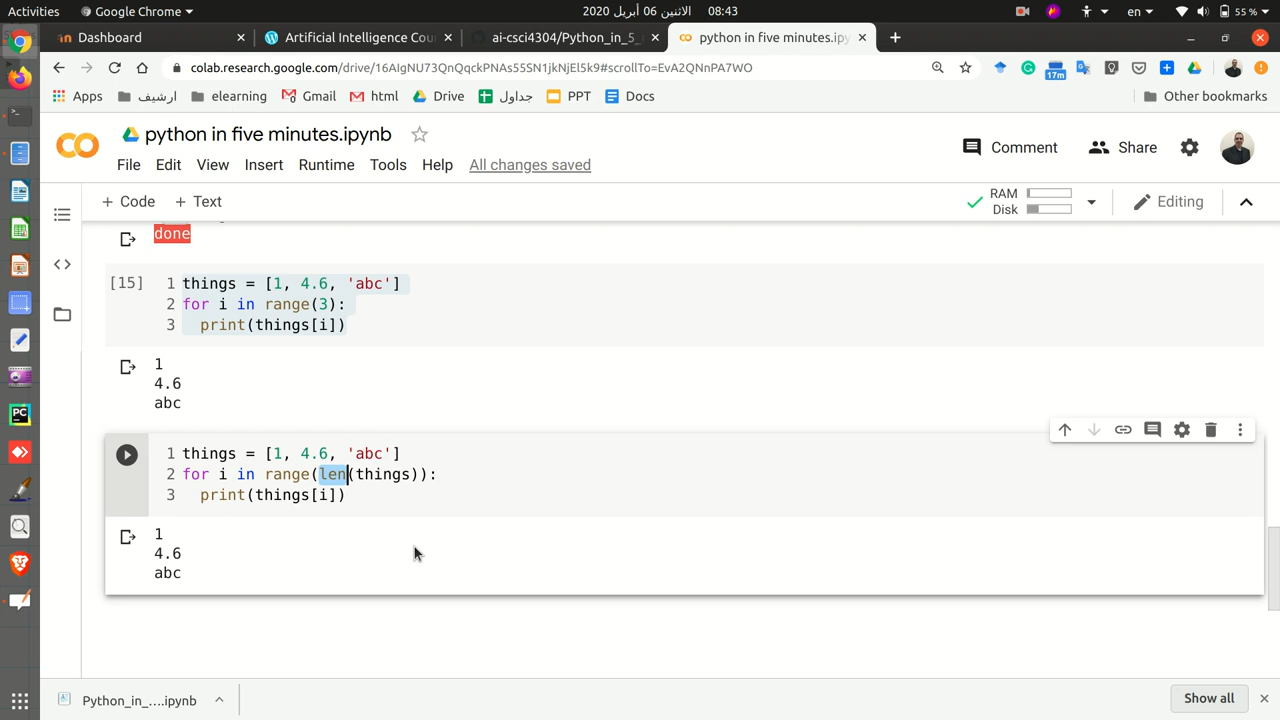 Activities Google Chrome 2020 الاثنين 06 أبريل 08:43 en 55 %
Dashboard Artificial Intelligence Cou ai-csci4304/Python_in_5_ python in five minutes.ipynb
colab.research.google.com/drive/16AIgNU73QnQqckPNAs55SN1jkNjEl5k9#scrollTo=EvA2QNnPA7WO 17m
Apps ارشيف elearning Gmail html Drive جداول PPT Docs Other bookmarks
python in five minutes.ipynb
Comment Share
File Edit View Insert Runtime Tools Help All changes saved
+ Code + Text RAM Disk Editing
done
[15] 1 things = [1, 4.6, 'abc']
2 for i in range(3):
3 print(things[i])
1
4.6
abc
1 things = [1, 4.6, 'abc']
2 for i in range(len(things)):
3 print(things[i])
1
4.6
abc
Python_in_....ipynb Show all